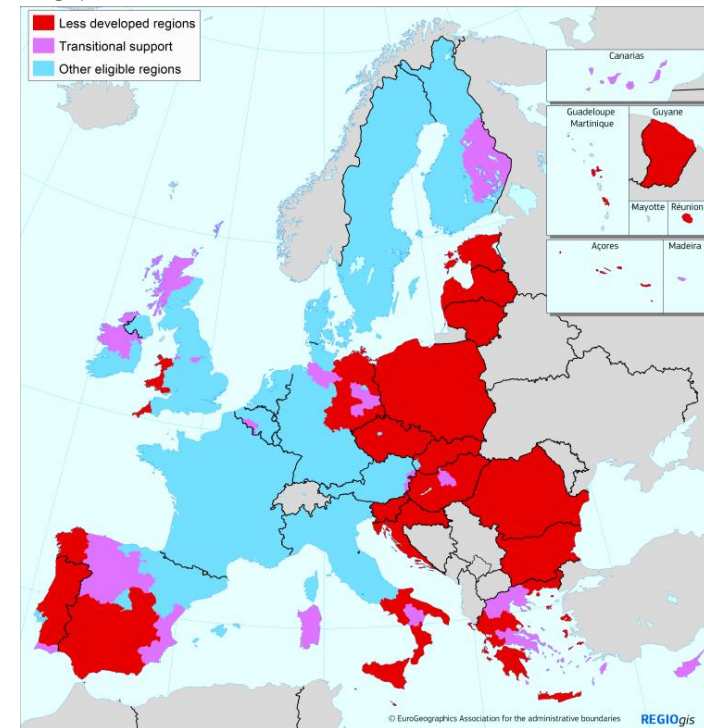 Less developed regions
Transitional support
Other eligible regions
Canarias
Guadeloupe
Martinique
Guyane
Mayotte
Réunion
Açores
Madeira
© EuroGeographics Association for the administrative boundaries
REGIOgis